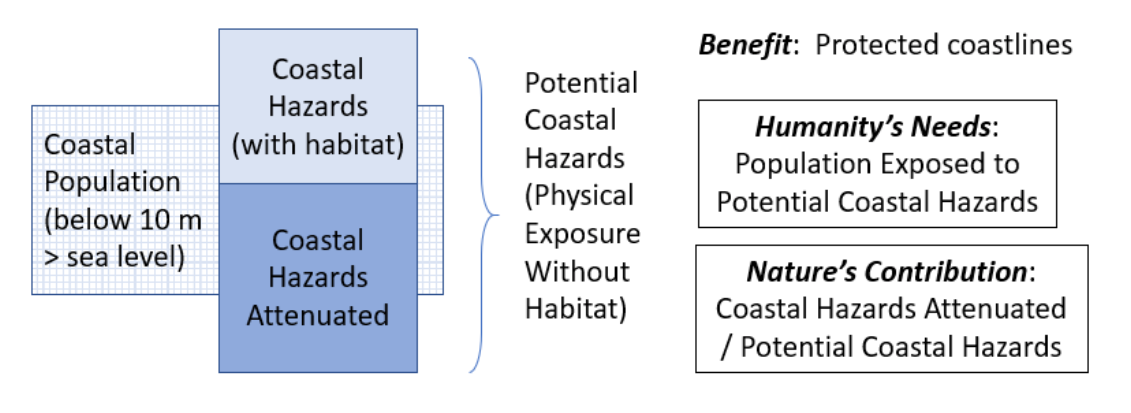 Coastal
Population
(below 10 m
> sea level)
Coastal
Hazards
(with habitat)
Coastal
Hazards
Attenuated
Potential
Coastal
Hazards
(Physical
Exposure
Without
Habitat)
Benefit: Protected coastlines
Humanity’s Needs:
Population Exposed to
Potential Coastal Hazards
Nature’s Contribution:
Coastal Hazards Attenuated
/ Potential Coastal Hazards